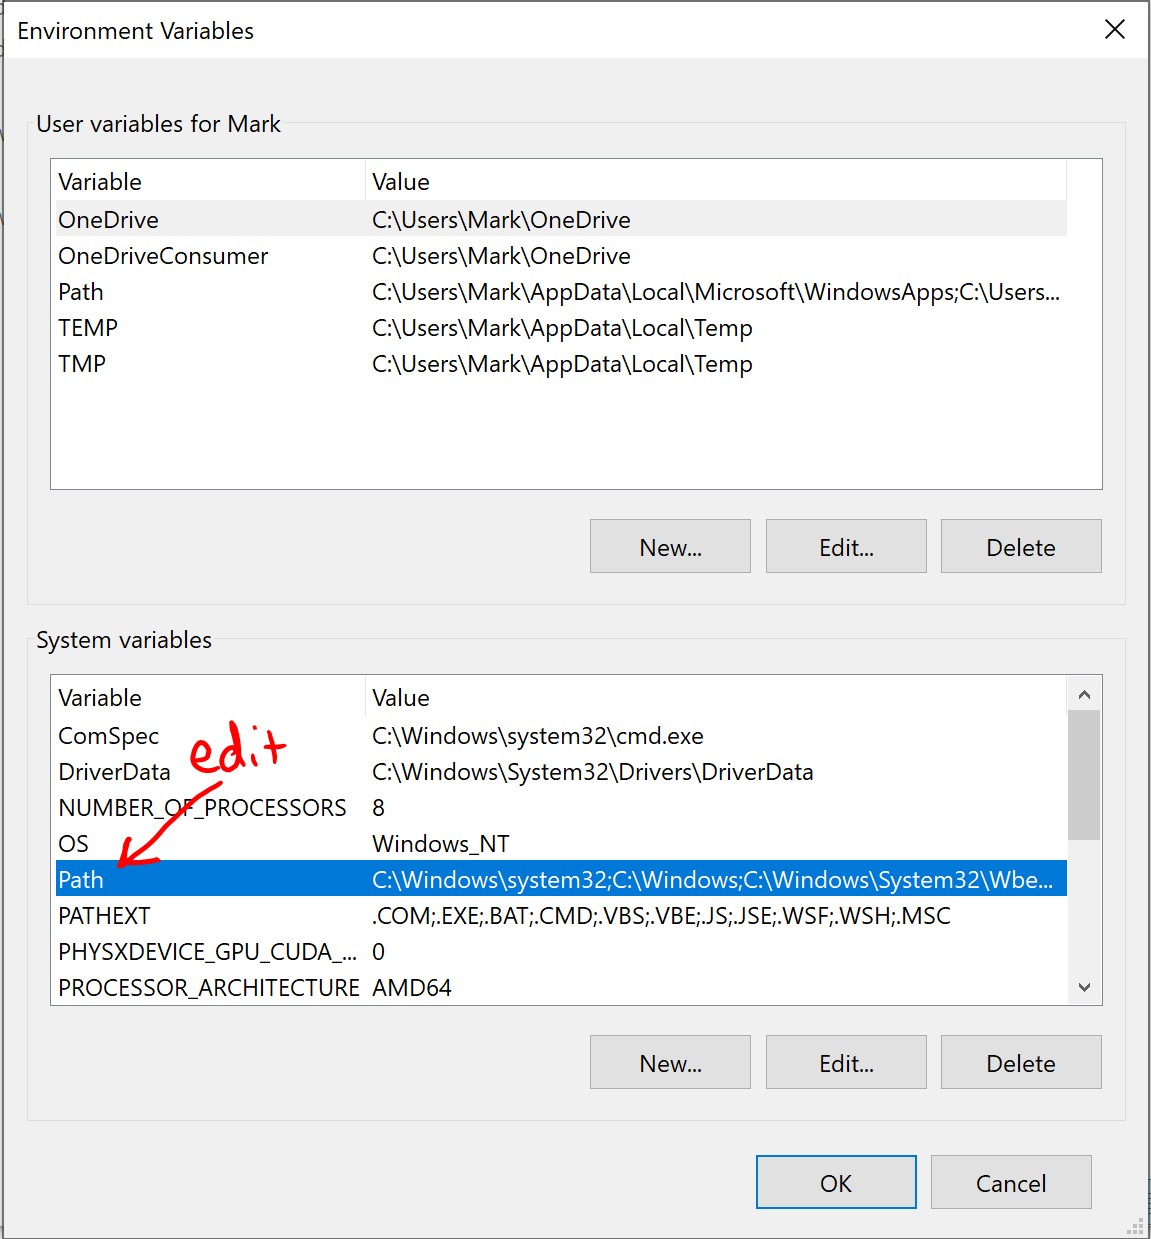 Environment Variables
User variables for Mark
Variable Value
OneDrive C:\Users\Mark\OneDrive
OneDriveConsumer C:\Users\Mark\OneDrive
Path C:\Users\Mark\AppData\Local\Microsoft\WindowsApps;C:\Users...
TEMP C:\Users\Mark\AppData\Local\Temp
TMP C:\Users\Mark\AppData\Local\Temp
New... Edit... Delete
System variables
Variable Value
ComSpec C:\Windows\system32\cmd.exe
edit
DriverData C:\Windows\System32\Drivers\DriverData
NUMBER_OF_PROCESSORS 8
OS Windows_NT
Path C:\Windows\system32;C:\Windows;C:\Windows\System32\Wbe...
PATHEXT .COM;.EXE;.BAT;.CMD;.VBS;.VBE;.JS;.JSE;.WSF;.WSH;.MSC
PHYSXDEVICE_GPU_CUDA_... 0
PROCESSOR_ARCHITECTURE AMD64
New... Edit... Delete
OK Cancel